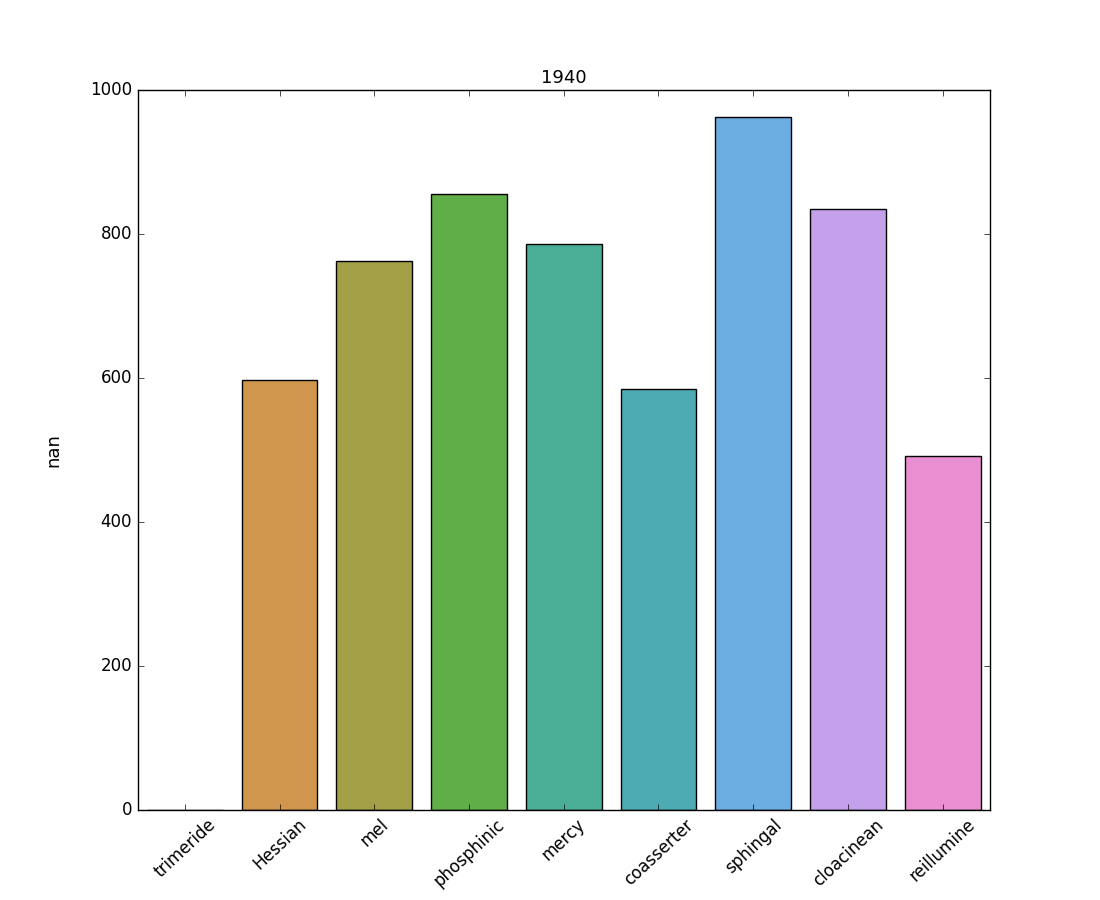 1940
1000
800
600
400
200
0
nan
trimeride
Hessian
mel
phosphinic
mercy
coasserter
sphingal
cloacinean
reillumine